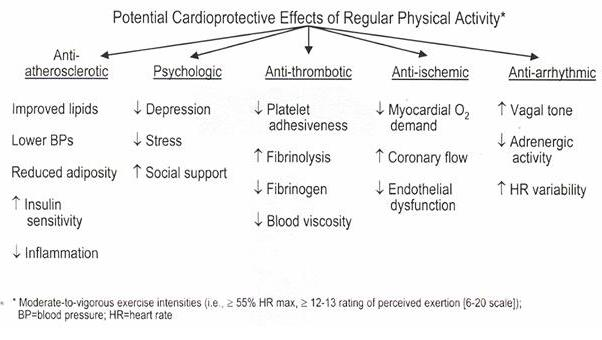 Potential Cardioprotective Effects of Regular Physical Activity*
Anti-
atherosclerotic
Psychologic
Anti-thrombotic
Anti-ischemic
Anti-arrhythmic
Improved lipids
Lower BPs
Reduced adiposity
↑ Insulin
sensitivity
↓ Inflammation
↓ Depression
↓ Stress
↑ Social support
↓ Platelet
adhesiveness
↑ Fibrinolysis
↓ Fibrinogen
↓ Blood viscosity
↓ Myocardial O₂
demand
↑ Coronary flow
↓ Endothelial
dysfunction
↑ Vagal tone
↓ Adrenergic
activity
↑ HR variability
* Moderate-to-vigorous exercise intensities (i.e., ≥ 55% HR max, ≥ 12-13 rating of perceived exertion [6-20 scale]);
BP=blood pressure; HR=heart rate